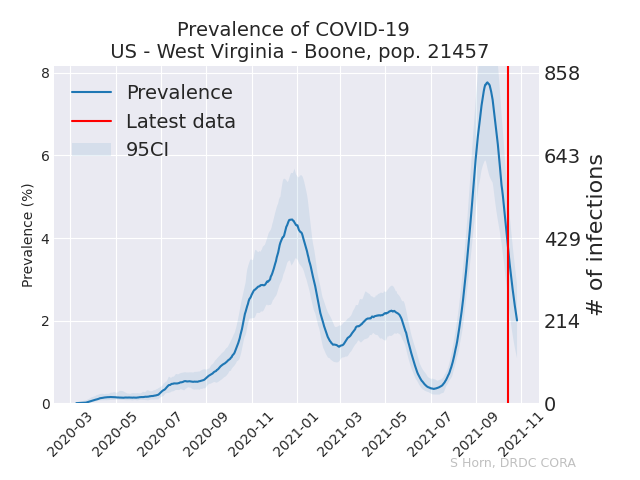 Prevalence of COVID-19
US - West Virginia - Boone, pop. 21457
Prevalence
Latest data
95CI
Prevalence (%)
8
6
4
2
0
858
643
429
214
0
# of infections
2020-03
2020-05
2020-07
2020-09
2020-11
2021-01
2021-03
2021-05
2021-07
2021-09
2021-11
S Horn, DRDC CORA